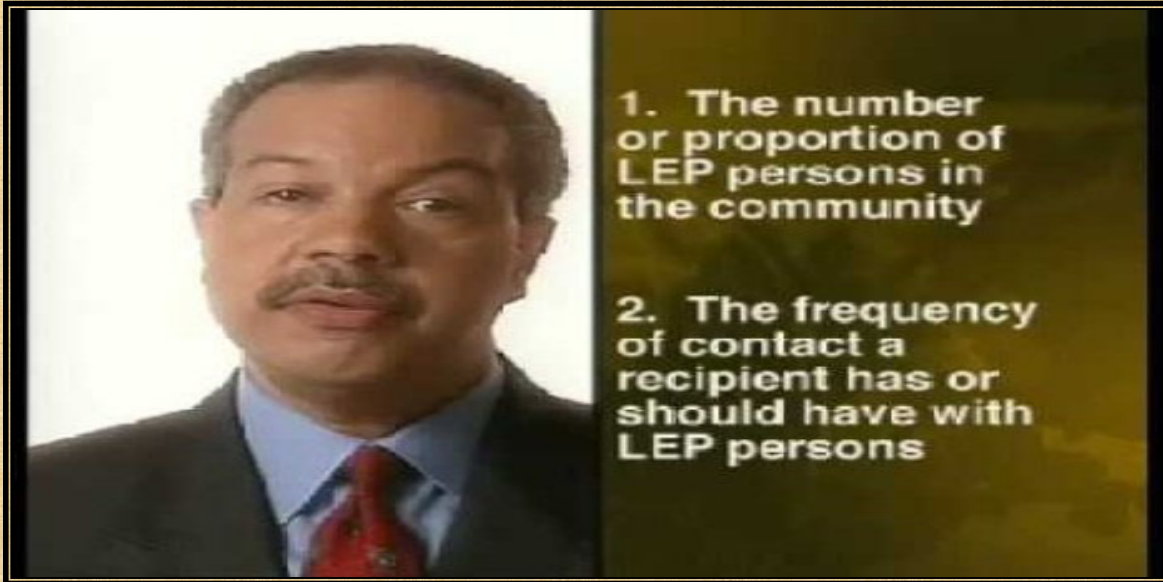 1. The number
or proportion of
LEP persons in
the community
2. The frequency
of contact a
recipient has or
should have with
LEP persons